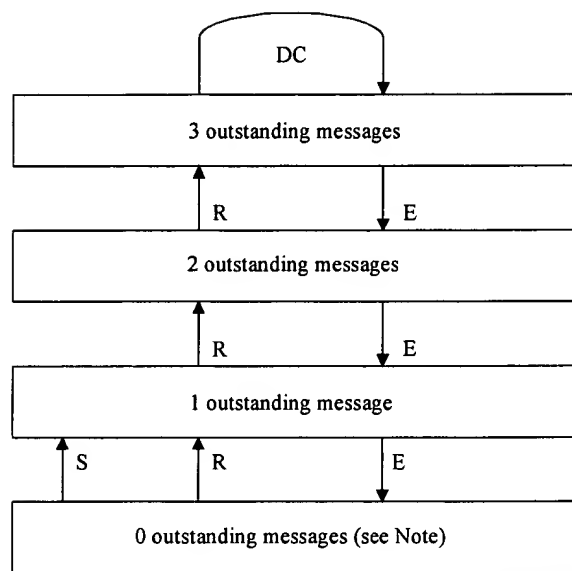 DC
3 outstanding messages
R E
2 outstanding messages
R E
1 outstanding message
S R E
0 outstanding messages (see Note)